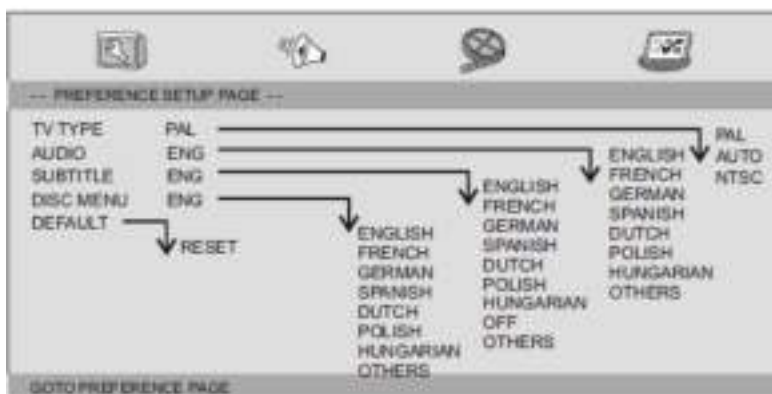 -- PREFERENCE SETUP PAGE --
TV TYPE PAL
AUDIO ENG
SUBTITLE ENG
DISC MENU ENG
DEFAULT
RESET
ENGLISH
FRENCH
GERMAN
SPANISH
DUTCH
POLISH
HUNGARIAN
OTHERS
ENGLISH
FRENCH
GERMAN
SPANISH
DUTCH
POLISH
HUNGARIAN
OFF
OTHERS
ENGLISH
FRENCH
GERMAN
SPANISH
DUTCH
POLISH
HUNGARIAN
OTHERS
PAL
AUTO
NTSC
GOTO PREFERENCE PAGE